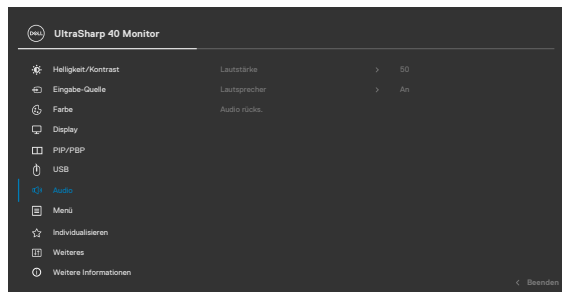 DELL UltraSharp 40 Monitor
Helligkeit/Kontrast Lautstärke > 50
Eingabe-Quelle Lautsprecher > An
Farbe Audio rücks.
Display
PIP/PBP
USB
Audio
Menü
Individualisieren
Weiteres
Weitere Informationen
< Beenden